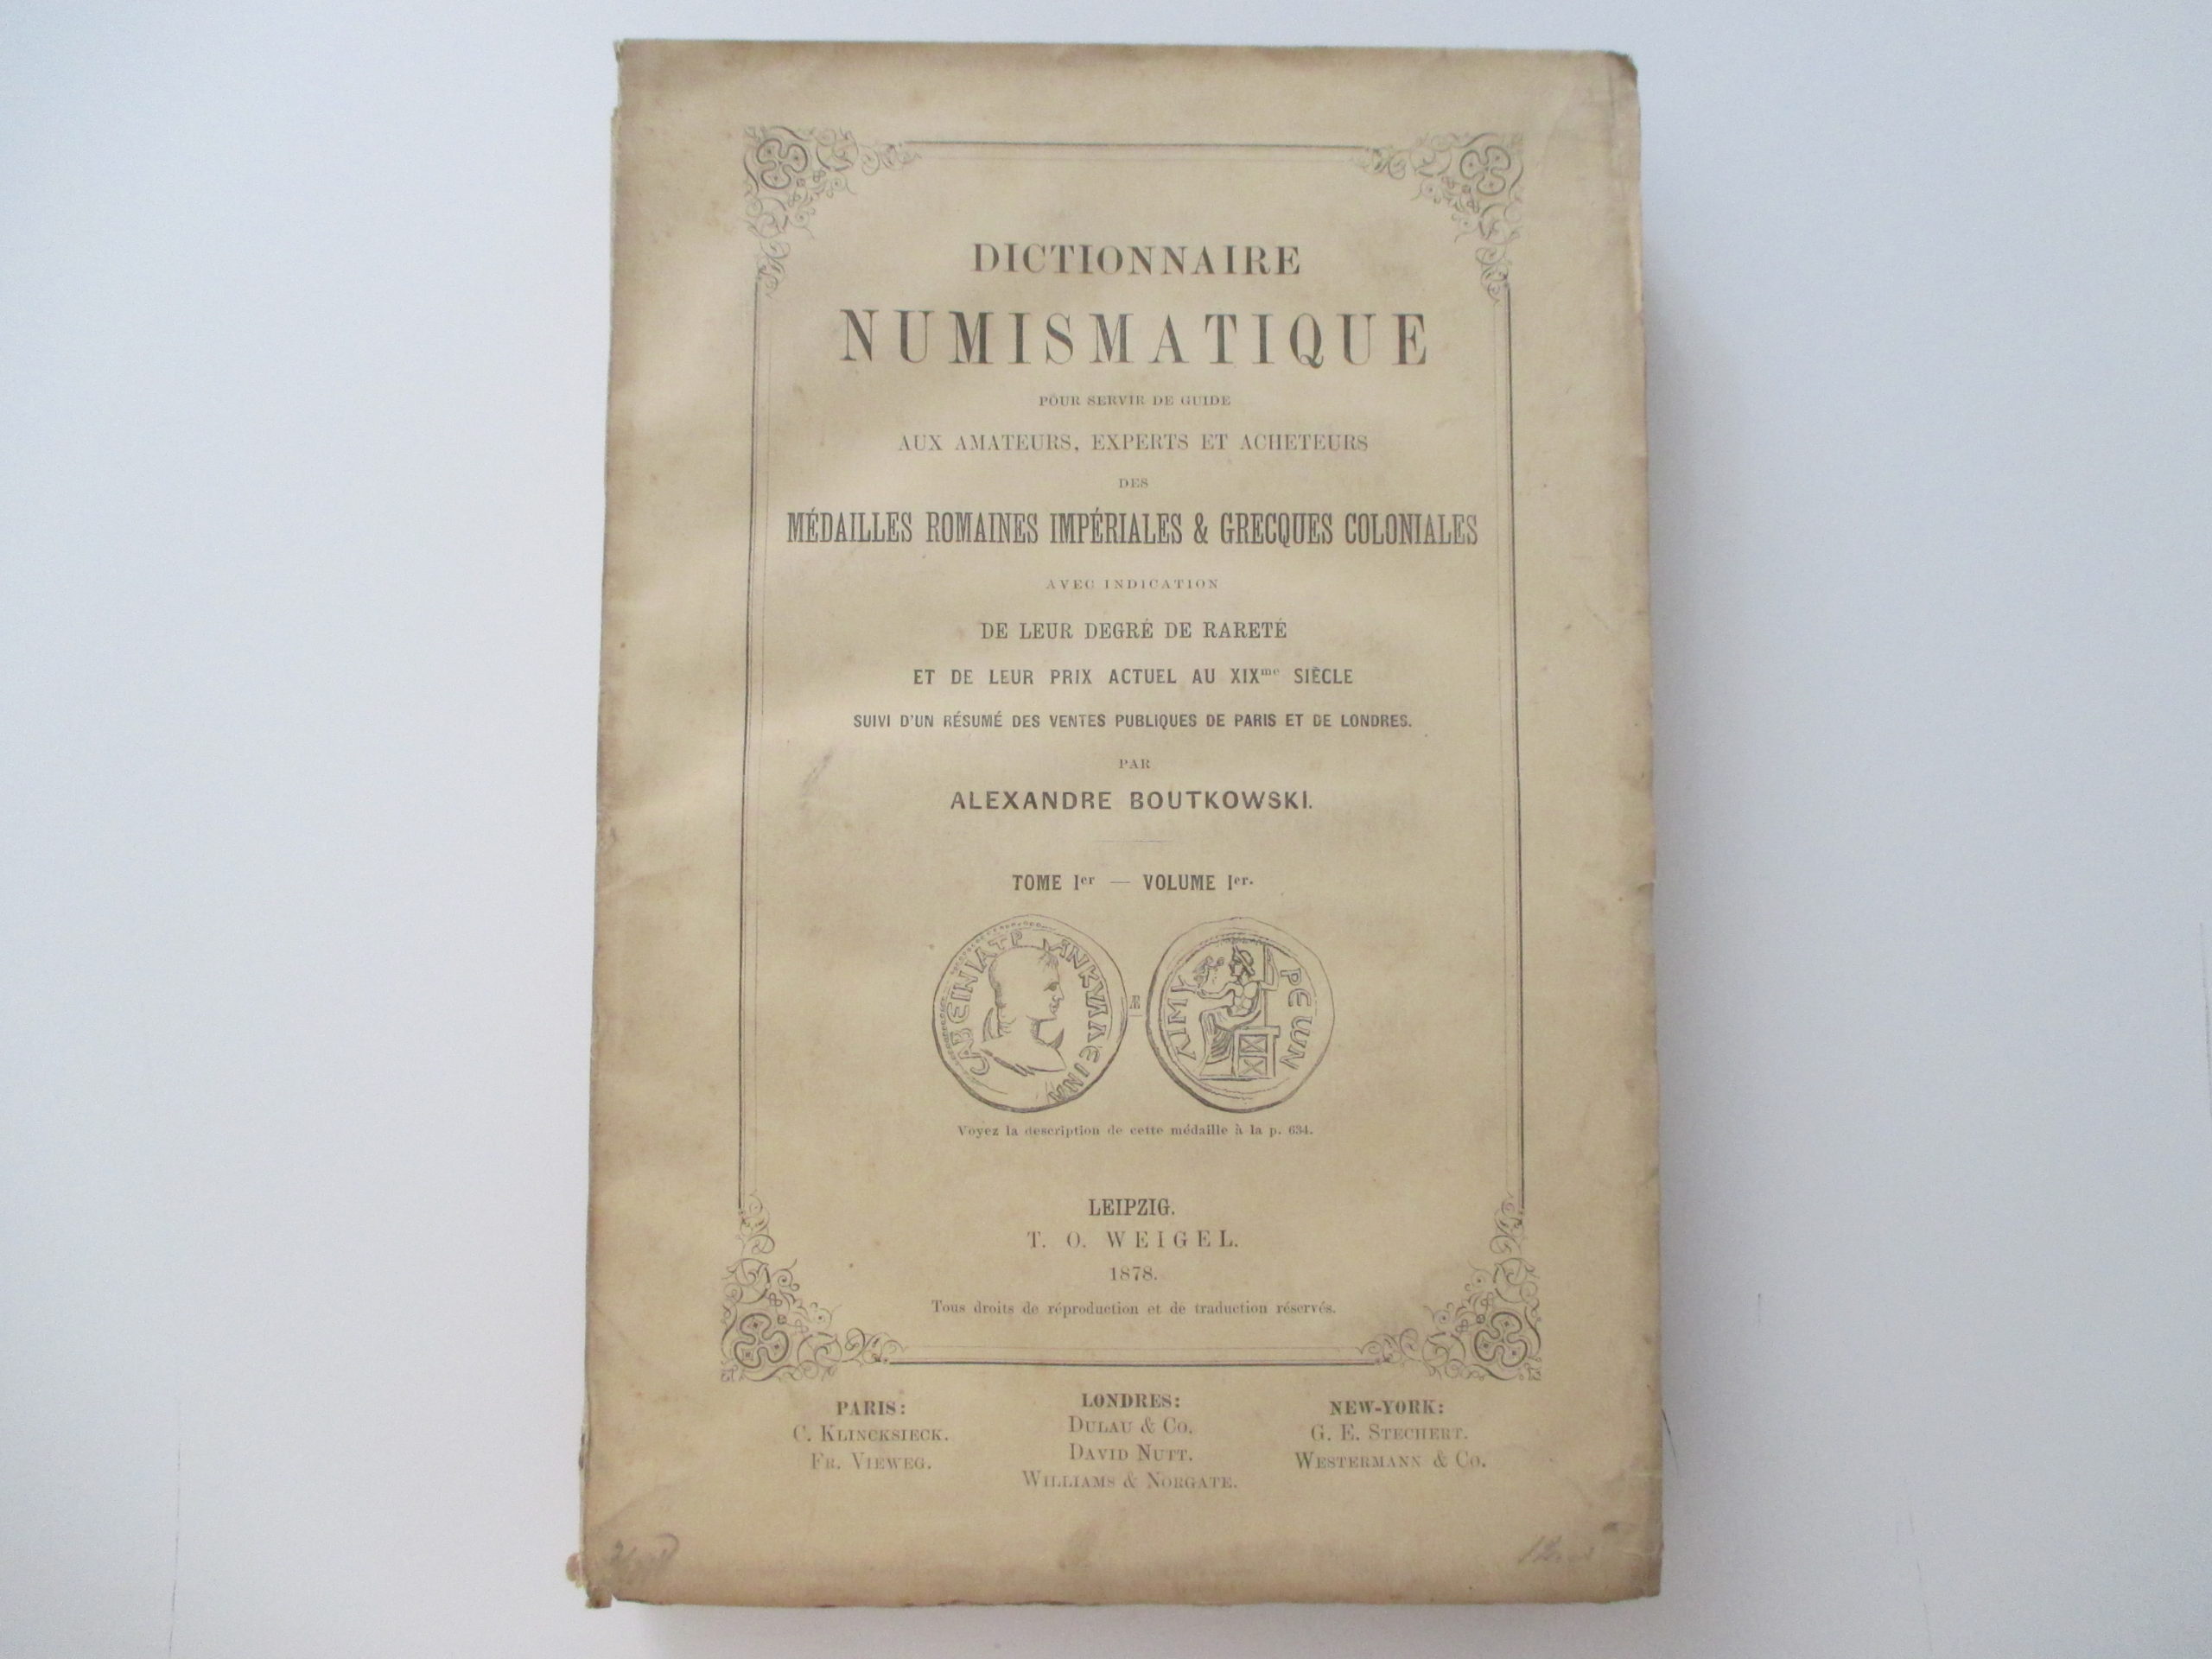 DICTIONNAIRE
NUMISMATIQUE
POUR SERVIR DE GUIDE
AUX AMATEURS, EXPERTS ET ACHETEURS
DES
MÉDAILLES ROMAINES IMPÉRIALES & GRECQUES COLONIALES
AVEC INDICATION
DE LEUR DEGRÉ DE RARETÉ
ET DE LEUR PRIX ACTUEL AU XIXme SIÈCLE
SUIVI D'UN RÉSUMÉ DES VENTES PUBLIQUES DE PARIS ET DE LONDRES.
PAR
ALEXANDRE BOUTKOWSKI.
TOME Ier — VOLUME Ier.
Voyez la description de cette médaille à la p. 634.
LEIPZIG.
T. O. WEIGEL.
1878.
Tous droits de réproduction et de traduction réservés.
PARIS:
C. KLINCKSIECK.
FR. VIEWEG.
LONDRES:
DULAU & CO.
DAVID NUTT.
WILLIAMS & NORGATE.
NEW-YORK:
G. E. STECHERT.
WESTERMANN & CO.